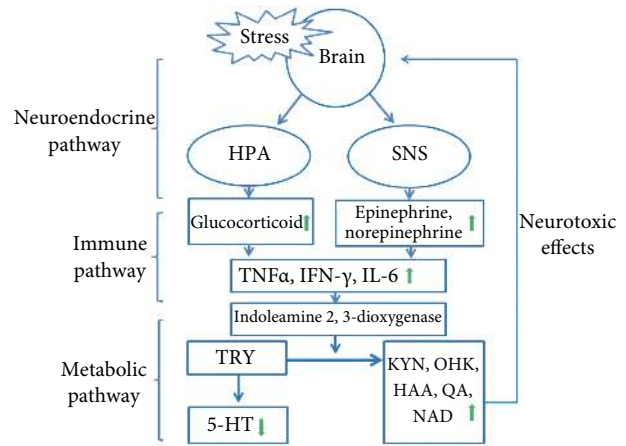 Stress
Brain
Neuroendocrine
pathway
HPA
SNS
Glucocorticoid
Epinephrine,
norepinephrine
Immune
pathway
TNFα, IFN-γ, IL-6
Neurotoxic
effects
Indoleamine 2, 3-dioxygenase
Metabolic
pathway
TRY
KYN, OHK,
HAA, QA,
NAD
5-HT